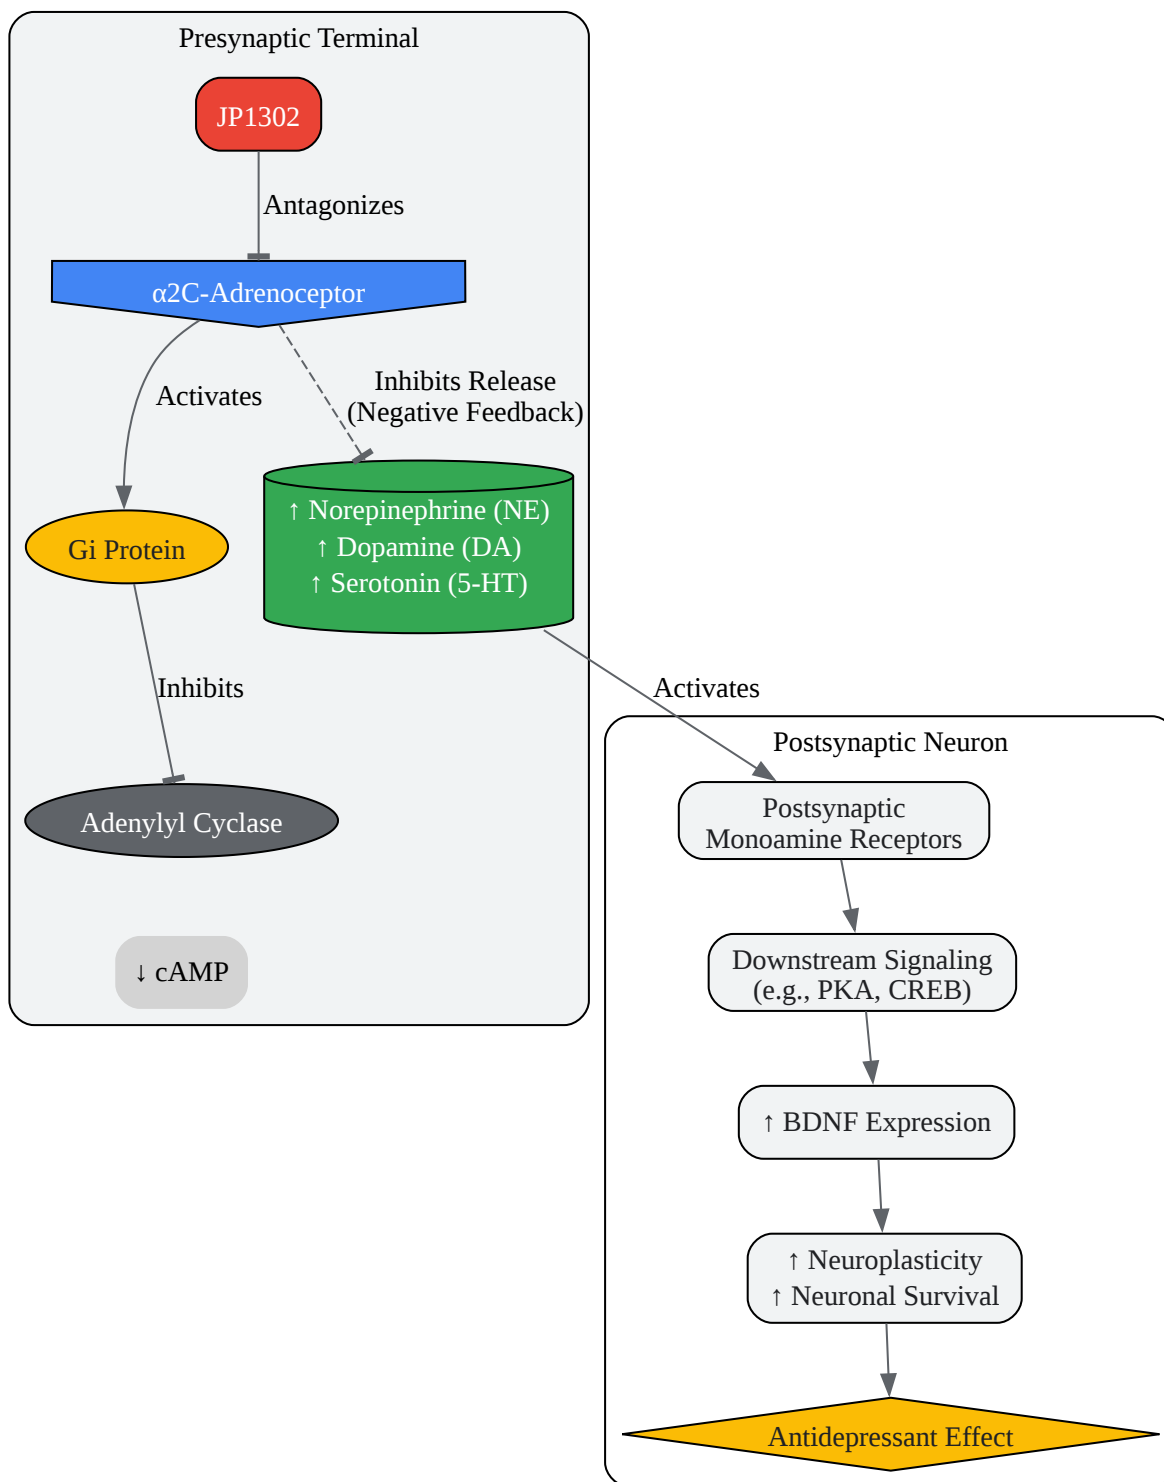 Presynaptic Terminal
JP1302
Antagonizes
α2C-Adrenoceptor
Activates
Inhibits Release
(Negative Feedback)
Gi Protein
↑ Norepinephrine (NE)
↑ Dopamine (DA)
↑ Serotonin (5-HT)
Inhibits
Adenylyl Cyclase
↓ cAMP
Activates
Postsynaptic Neuron
Postsynaptic
Monoamine Receptors
Downstream Signaling
(e.g., PKA, CREB)
↑ BDNF Expression
↑ Neuroplasticity
↑ Neuronal Survival
Antidepressant Effect